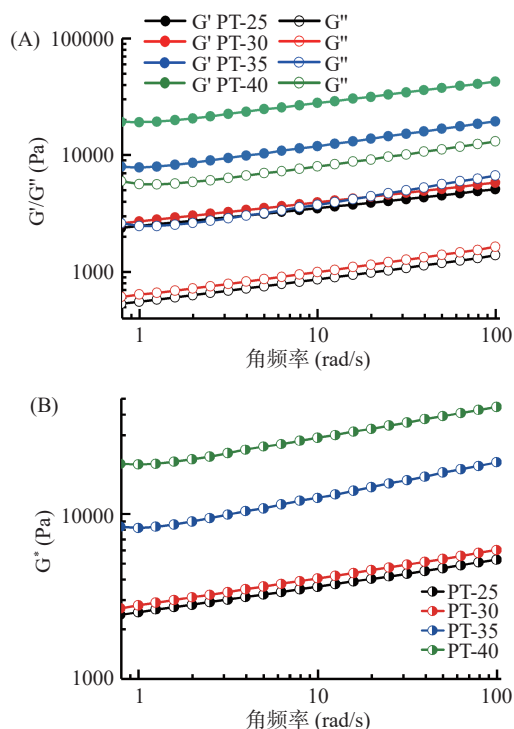 (A)
G' PT-25 G''
G' PT-30 G''
G' PT-35 G''
G' PT-40 G''
100000
10000
1000
G'/G'' (Pa)
1 10 100
角频率 (rad/s)
(B)
10000
1000
G* (Pa)
PT-25
PT-30
PT-35
PT-40
1 10 100
角频率 (rad/s)